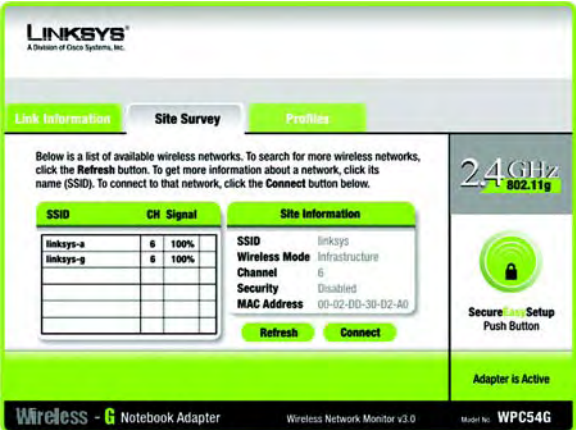 LINKSYS®
A Division of Cisco Systems, Inc.
Link Information Site Survey Profiles
Below is a list of available wireless networks. To search for more wireless networks,
click the Refresh button. To get more information about a network, click its
name (SSID). To connect to that network, click the Connect button below.
2.4GHz
802.11g
SSID CH Signal
linksys-a 6 100%
linksys-g 6 100%
Site Information
SSID linksys
Wireless Mode Infrastructure
Channel 6
Security Disabled
MAC Address 00-02-DD-30-D2-A0
Refresh Connect
SecureEasySetup
Push Button
Adapter is Active
Wireless - G Notebook Adapter Wireless Network Monitor v3.0 Model No. WPC54G